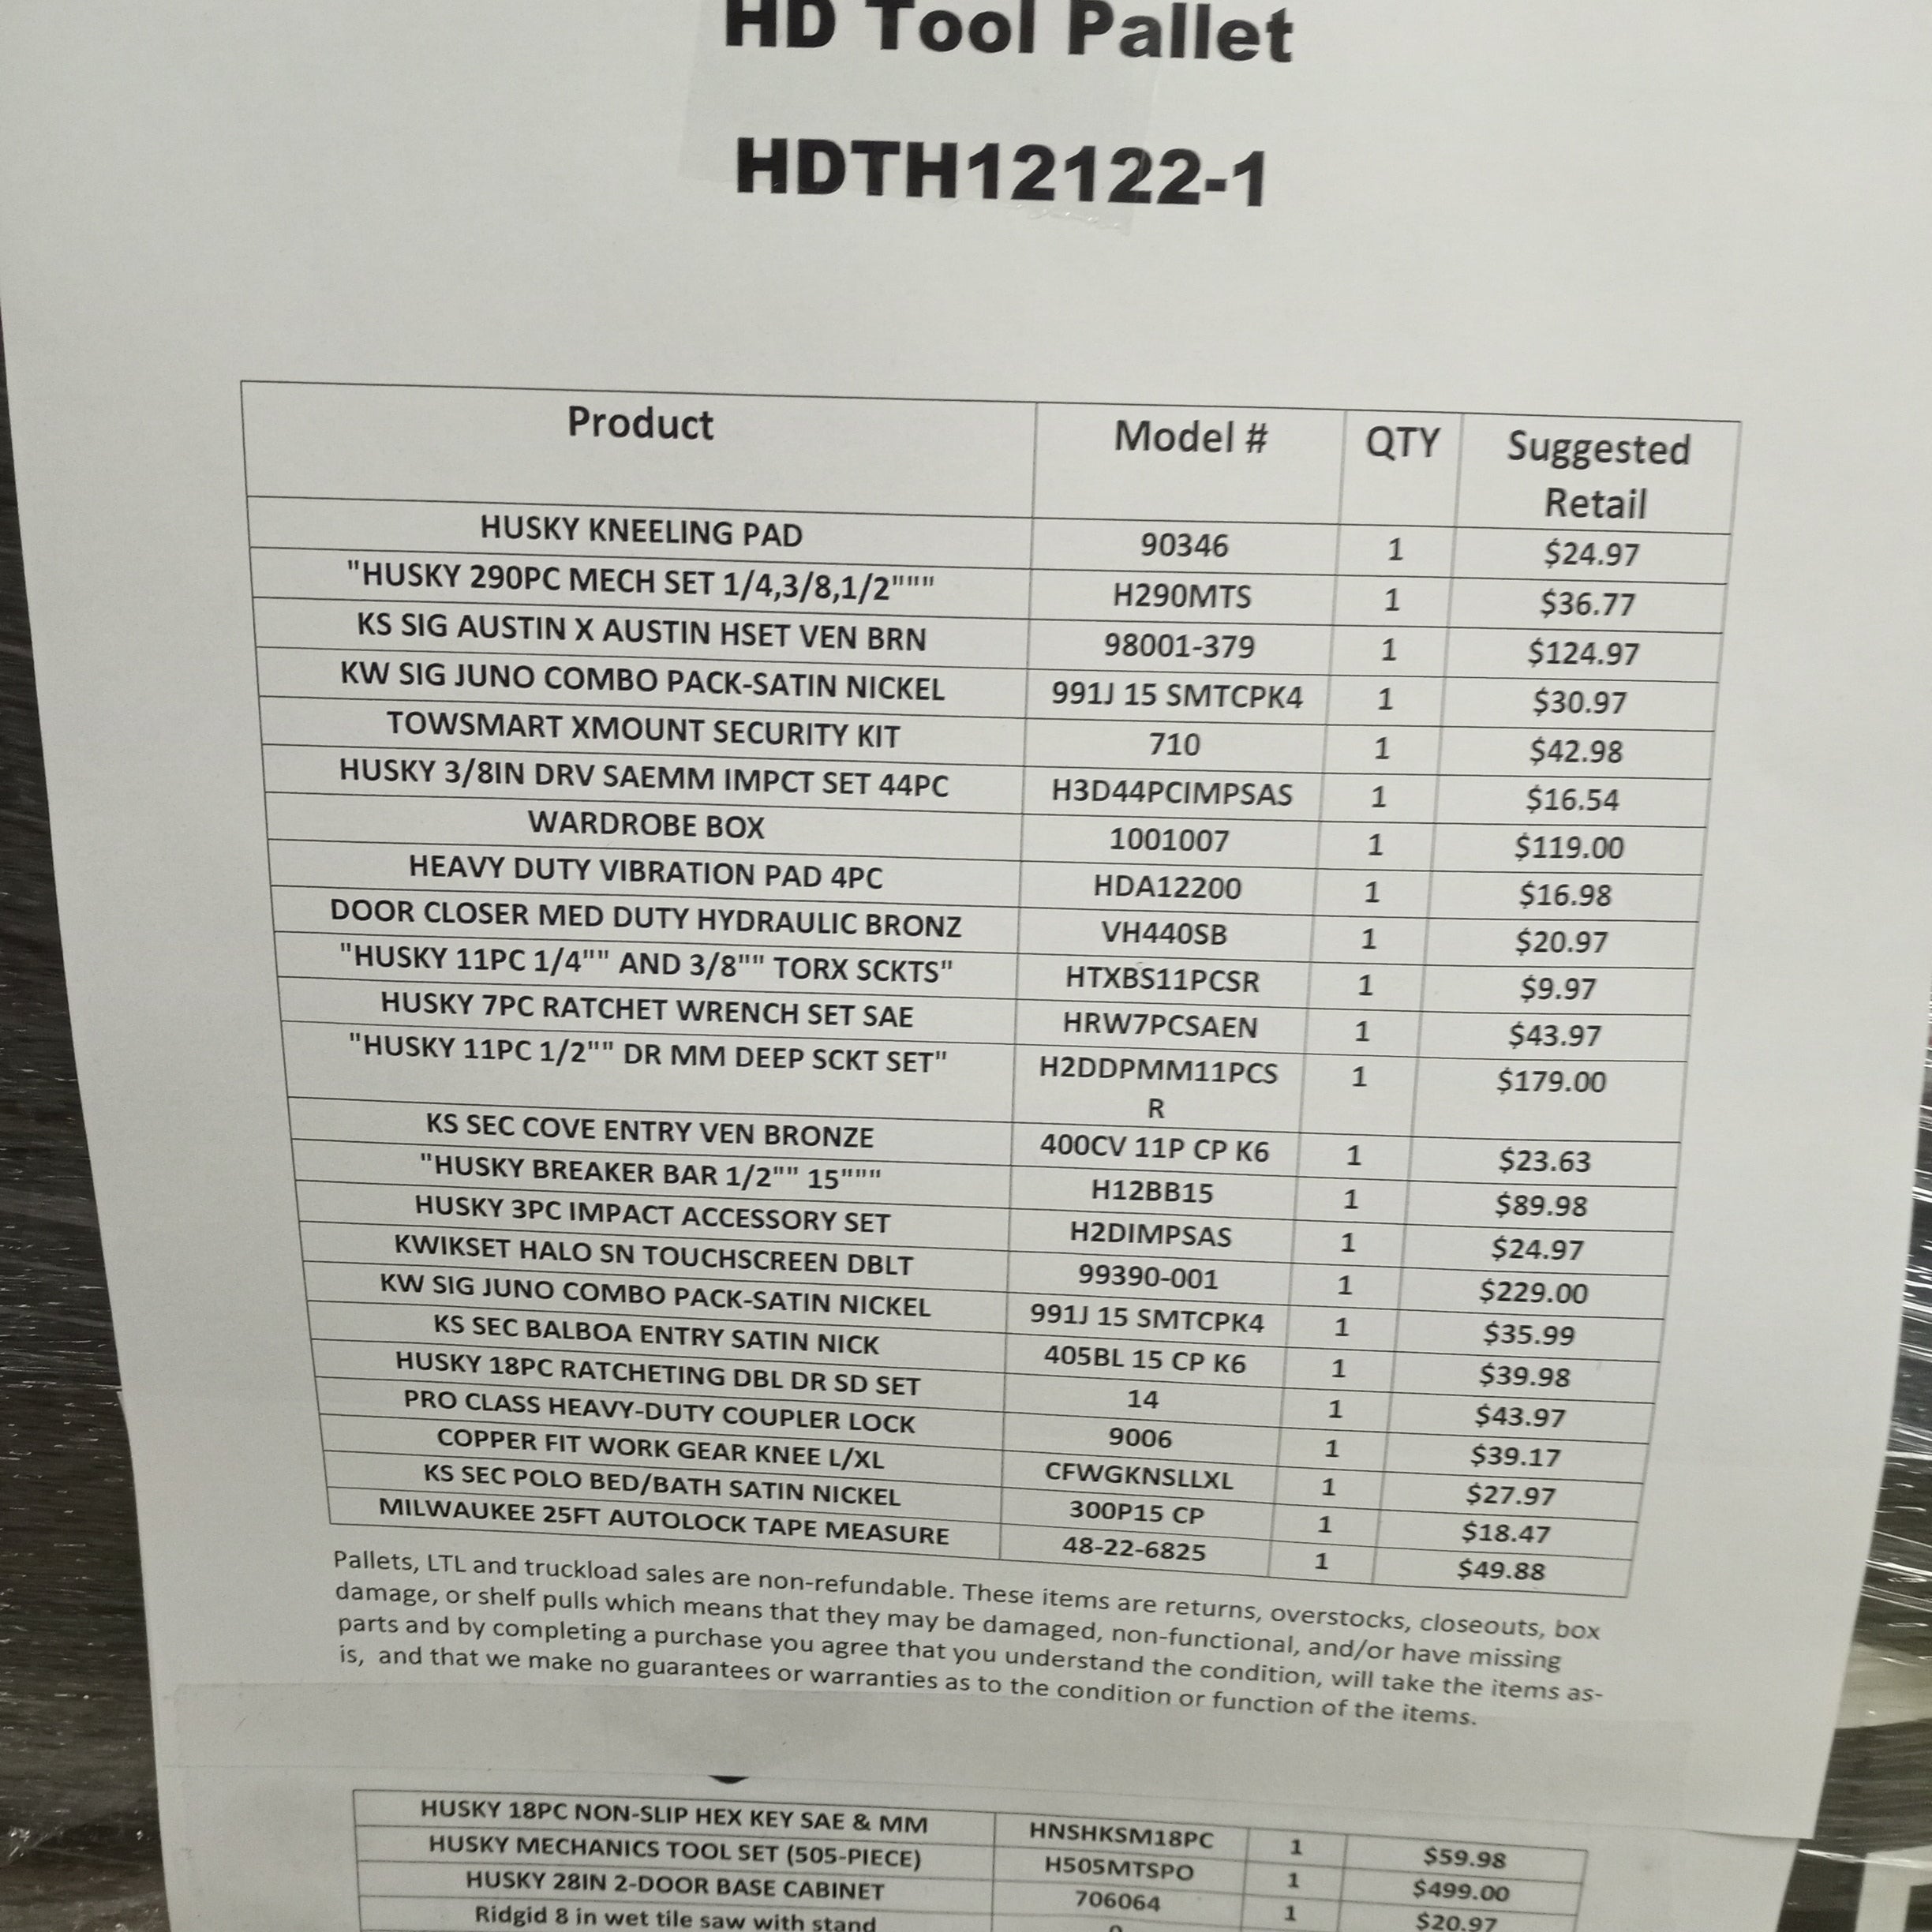 HD Tool Pallet
HDTH12122-1
Product Model # QTY Suggested Retail
HUSKY KNEELING PAD 90346 1 $24.97
"HUSKY 290PC MECH SET 1/4,3/8,1/2"""" H290MTS 1 $36.77
KS SIG AUSTIN X AUSTIN HSET VEN BRN 98001-379 1 $124.97
KW SIG JUNO COMBO PACK-SATIN NICKEL 991J 15 SMTCPK4 1 $30.97
TOWSMART XMOUNT SECURITY KIT 710 1 $42.98
HUSKY 3/8IN DRV SAEMM IMPCT SET 44PC H3D44PCIMPSAS 1 $16.54
WARDROBE BOX 1001007 1 $119.00
HEAVY DUTY VIBRATION PAD 4PC HDA12200 1 $16.98
DOOR CLOSER MED DUTY HYDRAULIC BRONZ VH440SB 1 $20.97
"HUSKY 11PC 1/4"" AND 3/8"" TORX SCKTS" HTXBS11PCSR 1 $9.97
HUSKY 7PC RATCHET WRENCH SET SAE HRW7PCSAEN 1 $43.97
"HUSKY 11PC 1/2"" DR MM DEEP SCKT SET" H2DDPMM11PCS 1 $179.00
R
KS SEC COVE ENTRY VEN BRONZE 400CV 11P CP K6 1 $23.63
"HUSKY BREAKER BAR 1/2"" 15"""" H12BB15 1 $89.98
HUSKY 3PC IMPACT ACCESSORY SET H2DIMPSAS 1 $24.97
KWIKSET HALO SN TOUCHSCREEN DBLT 99390-001 1 $229.00
KW SIG JUNO COMBO PACK-SATIN NICKEL 991J 15 SMTCPK4 1 $35.99
KS SEC BALBOA ENTRY SATIN NICK 405BL 15 CP K6 1 $39.98
HUSKY 18PC RATCHETING DBL DR SD SET 14 1 $43.97
PRO CLASS HEAVY-DUTY COUPLER LOCK 9006 1 $39.17
COPPER FIT WORK GEAR KNEE L/XL CFWGKNSLLXL 1 $27.97
KS SEC POLO BED/BATH SATIN NICKEL 300P15 CP 1 $18.47
MILWAUKEE 25FT AUTOLOCK TAPE MEASURE 48-22-6825 1 $49.88
Pallets, LTL and truckload sales are non-refundable. These items are returns, overstocks, closeouts, box
damage, or shelf pulls which means that they may be damaged, non-functional, and/or have missing
parts and by completing a purchase you agree that you understand the condition, will take the items as-
is, and that we make no guarantees or warranties as to the condition or function of the items.
HUSKY 18PC NON-SLIP HEX KEY SAE & MM HNSHKSM18PC 1 $59.98
HUSKY MECHANICS TOOL SET (505-PIECE) H505MTSPO 1 $499.00
HUSKY 28IN 2-DOOR BASE CABINET 706064 1 $20.97
Ridgid 8 in wet tile saw with stand